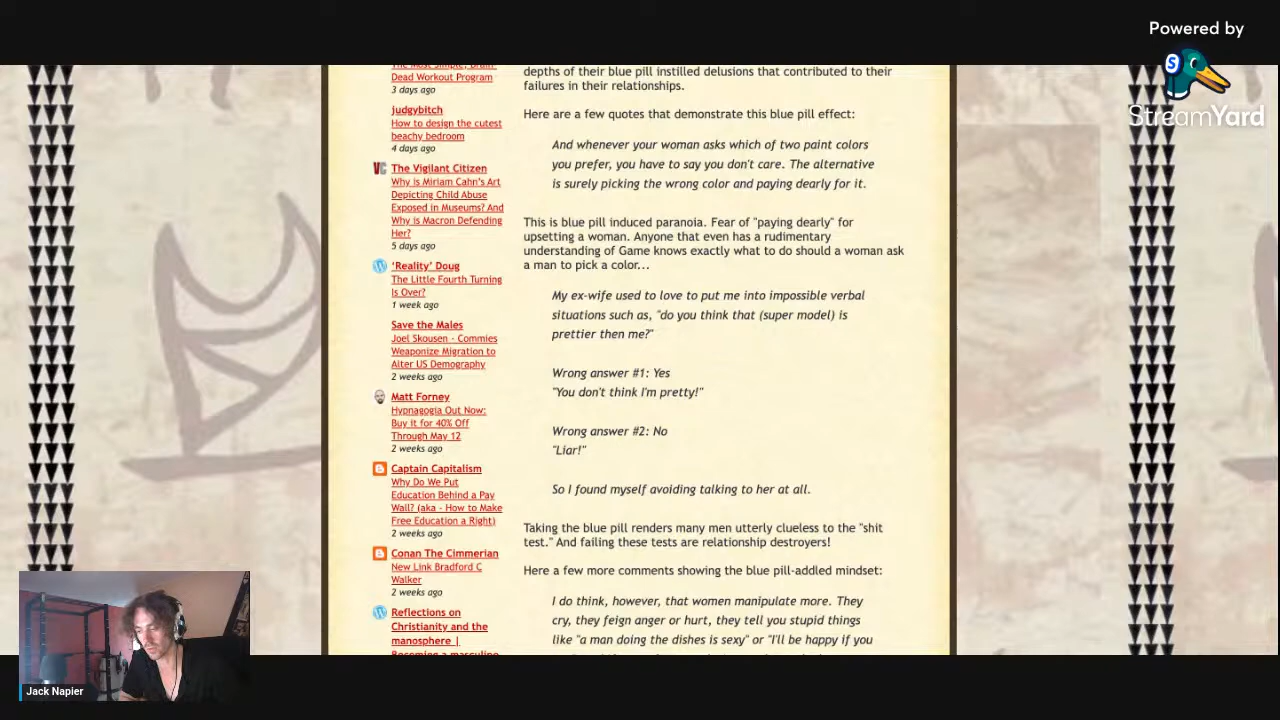 Powered by
StreamYard
The Most Simple, Brain-
Dead Workout Program
3 days ago
judgybitch
How to design the cutest
beachy bedroom
4 days ago
The Vigilant Citizen
Why is Miriam Cahn's Art
Depicting Child Abuse
Exposed in Museums? And
Why is Macron Defending
Her?
5 days ago
'Reality' Doug
The Little Fourth Turning
Is Over?
1 week ago
Save the Males
Joel Skousen - Commies
Weaponize Migration to
Alter US Demography
2 weeks ago
Matt Forney
Hypnagogia Out Now:
Buy it for 40% Off
Through May 12
2 weeks ago
Captain Capitalism
Why Do We Put
Education Behind a Pay
Wall? (aka - How to Make
Free Education a Right)
2 weeks ago
Conan The Cimmerian
New Link Bradford C
Walker
2 weeks ago
Reflections on
Christianity and the
manosphere |
Becoming a masculine
depths of their blue pill instilled delusions that contributed to their
failures in their relationships.
Here are a few quotes that demonstrate this blue pill effect:
And whenever your woman asks which of two paint colors
you prefer, you have to say you don't care. The alternative
is surely picking the wrong color and paying dearly for it.
This is blue pill induced paranoia. Fear of "paying dearly" for
upsetting a woman. Anyone that even has a rudimentary
understanding of Game knows exactly what to do should a woman ask
a man to pick a color...
My ex-wife used to love to put me into impossible verbal
situations such as, "do you think that (super model) is
prettier then me?"
Wrong answer #1: Yes
"You don't think I'm pretty!"
Wrong answer #2: No
"Liar!"
So I found myself avoiding talking to her at all.
Taking the blue pill renders many men utterly clueless to the "shit
test." And failing these tests are relationship destroyers!
Here a few more comments showing the blue pill-addled mindset:
I do think, however, that women manipulate more. They
cry, they feign anger or hurt, they tell you stupid things
like "a man doing the dishes is sexy" or "I'll be happy if you
Jack Napier